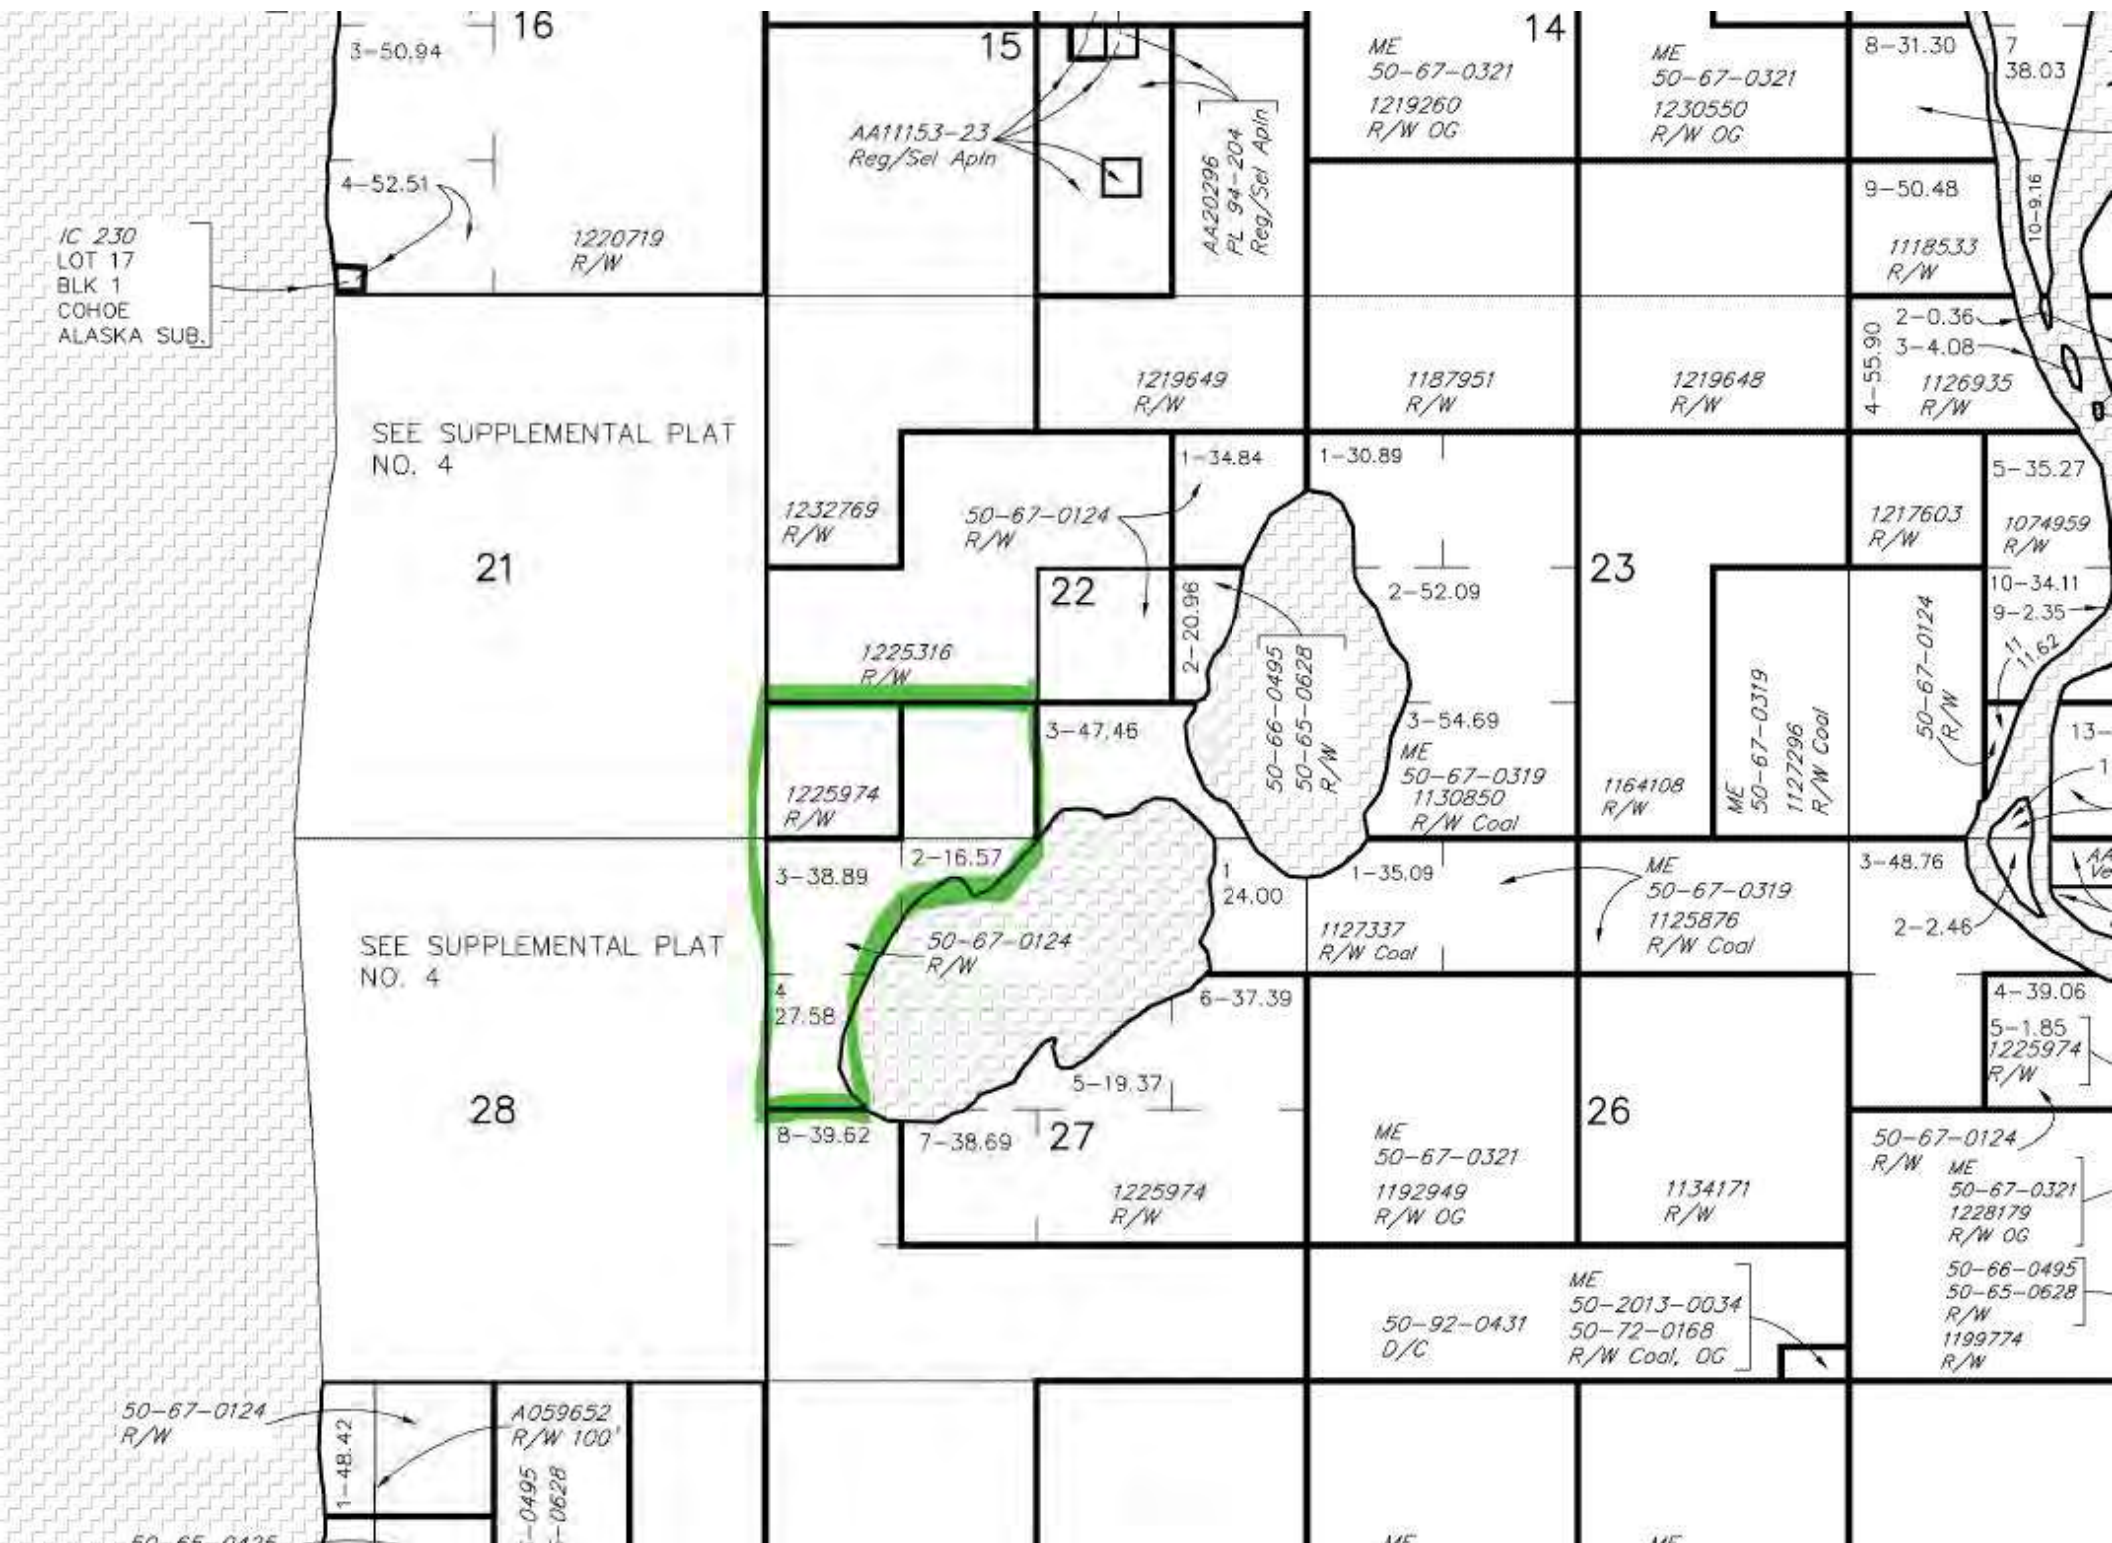 3-50.94
16
4-52.51
IC 230
LOT 17
BLK 1
COHOE
ALASKA SUB.
1220719
R/W
15
AA11153-23
Reg/Sel Apln
AA20296
PL 94-204
Reg/Sel Apln
14
ME
50-67-0321
1219260
R/W OG
ME
50-67-0321
1230550
R/W OG
8-31.30
7
38.03
9-50.48
10-9.16
1118533
R/W
2-0.36
3-4.08
4-55.90
1126935
R/W
1219649
R/W
1187951
R/W
1219648
R/W
SEE SUPPLEMENTAL PLAT
NO. 4
21
1232769
R/W
50-67-0124
R/W
1-34.84
1-30.89
22
2-20.96
1225316
R/W
50-66-0495
50-65-0628
R/W
2-52.09
23
1217603
R/W
5-35.27
1074959
R/W
10-34.11
9-2.35
11
11.62
50-67-0124
R/W
ME
50-67-0319
1127296
R/W Coal
3-47.46
3-54.69
ME
50-67-0319
1130850
R/W Coal
1164108
R/W
13-
1
1225974
R/W
2-16.57
3-38.89
1
24.00
1-35.09
ME
50-67-0319
1125876
R/W Coal
3-48.76
AA
Ve
2-2.46
1127337
R/W Coal
50-67-0124
R/W
SEE SUPPLEMENTAL PLAT
NO. 4
28
4
27.58
6-37.39
5-19.37
4-39.06
5-1.85
1225974
R/W
8-39.62
7-38.69
27
26
ME
50-67-0321
1192949
R/W OG
1225974
R/W
1134171
R/W
50-67-0124
R/W
ME
50-67-0321
1228179
R/W OG
50-66-0495
50-65-0628
R/W
1199774
R/W
50-92-0431
D/C
ME
50-2013-0034
50-72-0168
R/W Coal, OG
50-67-0124
R/W
1-48.42
A059652
R/W 100'
-0495
-0628
ME
ME